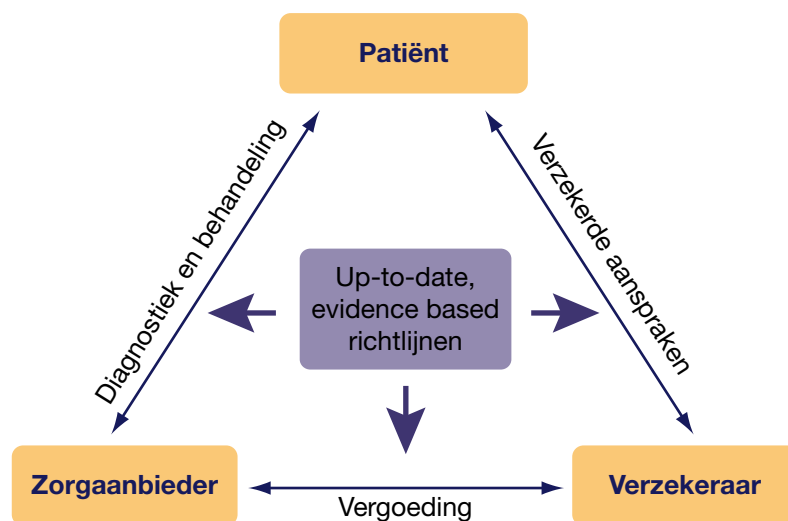 Patiënt
Diagnostiek en behandeling
Verzekerde aanspraken
Up-to-date,
evidence based
richtlijnen
Zorgaanbieder
Vergoeding
Verzekeraar